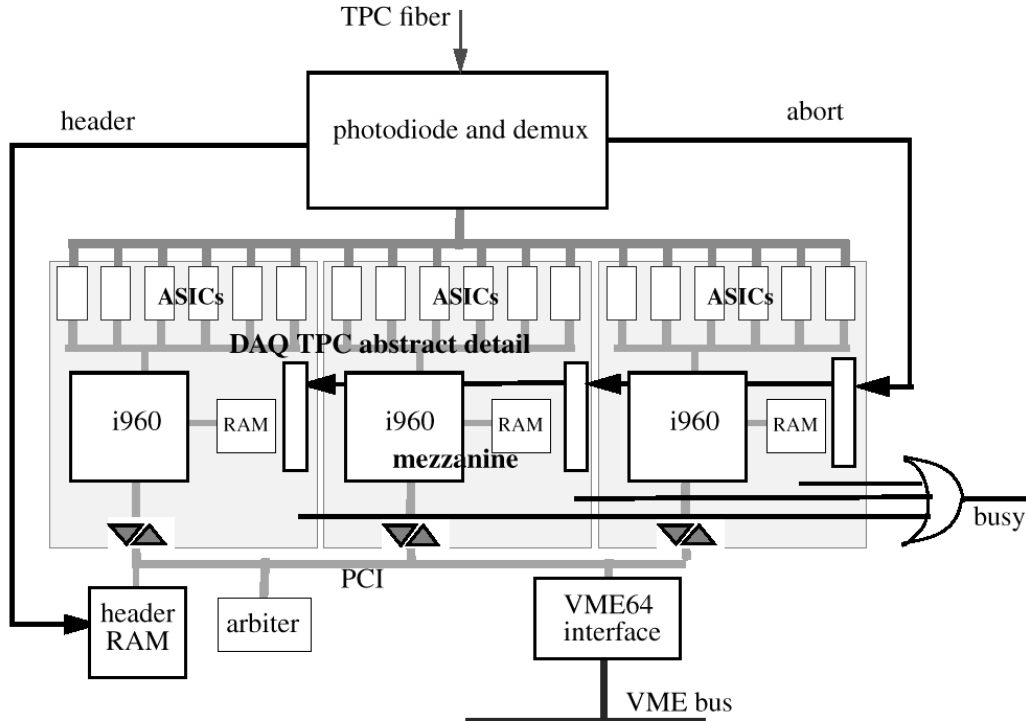 TPC fiber
header
photodiode and demux
abort
ASICs
ASICs
ASICs
DAQ TPC abstract detail
i960
RAM
i960
RAM
i960
RAM
mezzanine
busy
PCI
header
RAM
arbiter
VME64
interface
VME bus